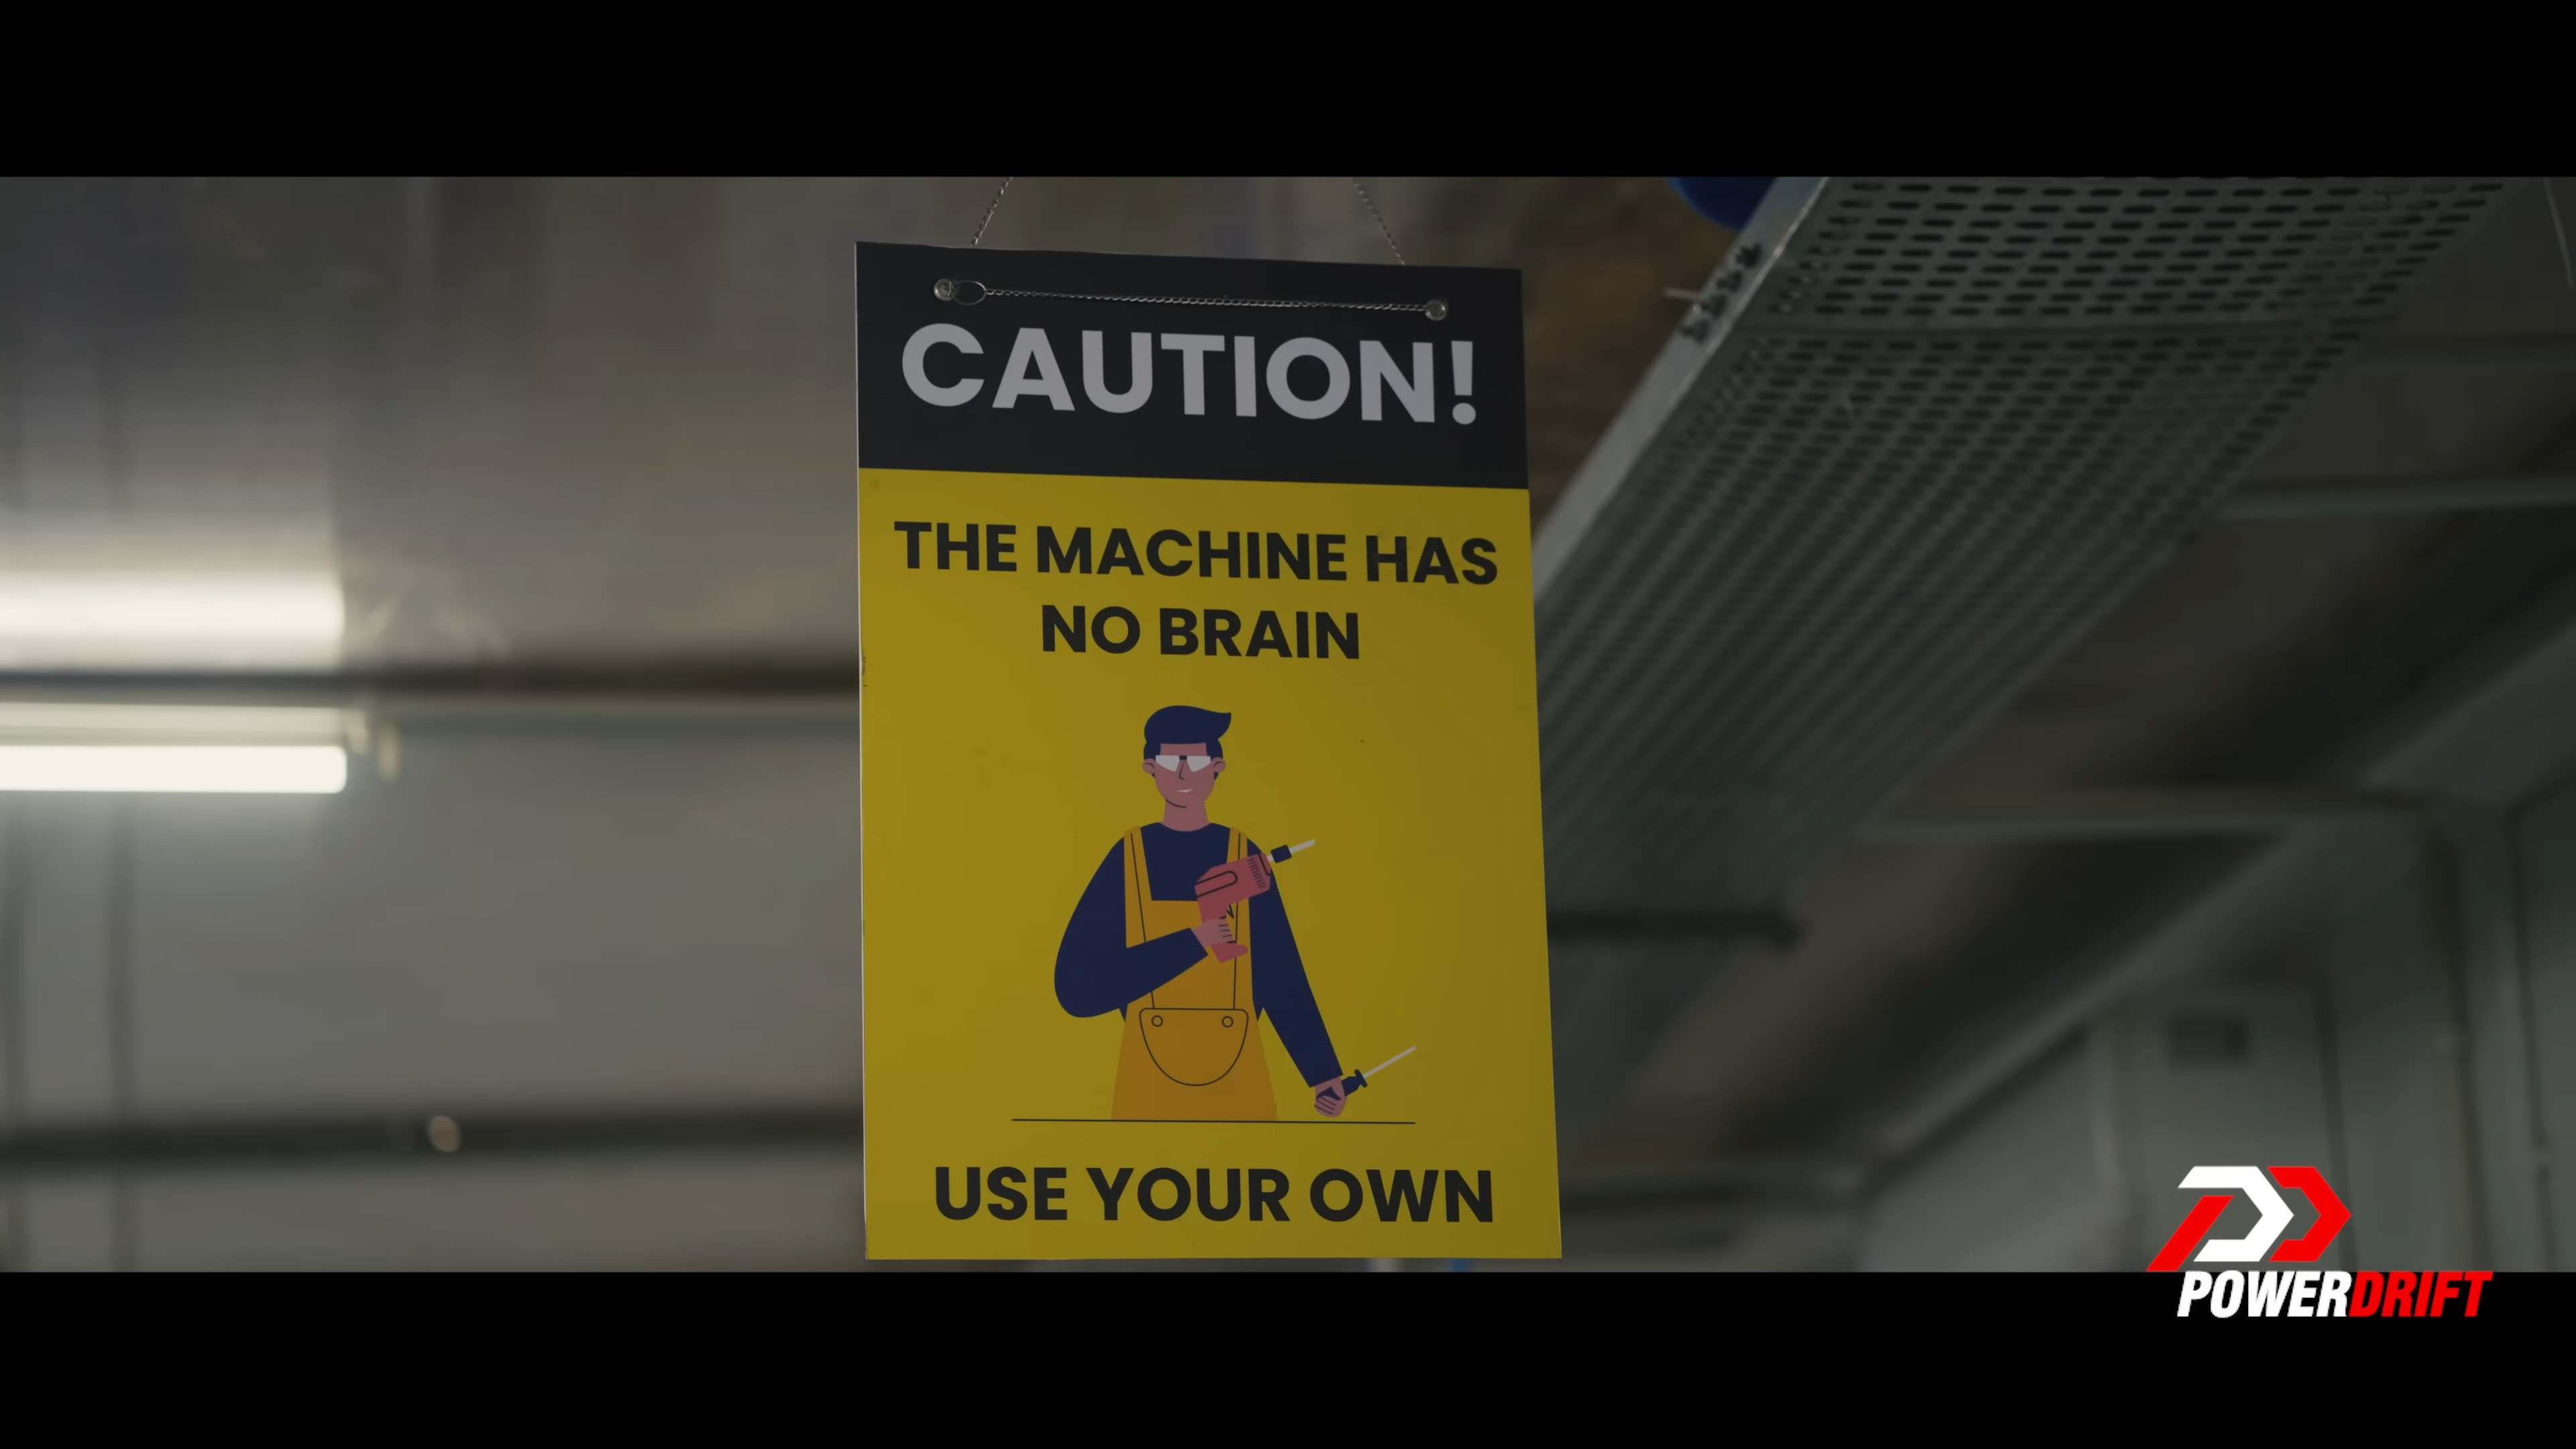 CAUTION!
THE MACHINE HAS
NO BRAIN
USE YOUR OWN
POWERDRIFT